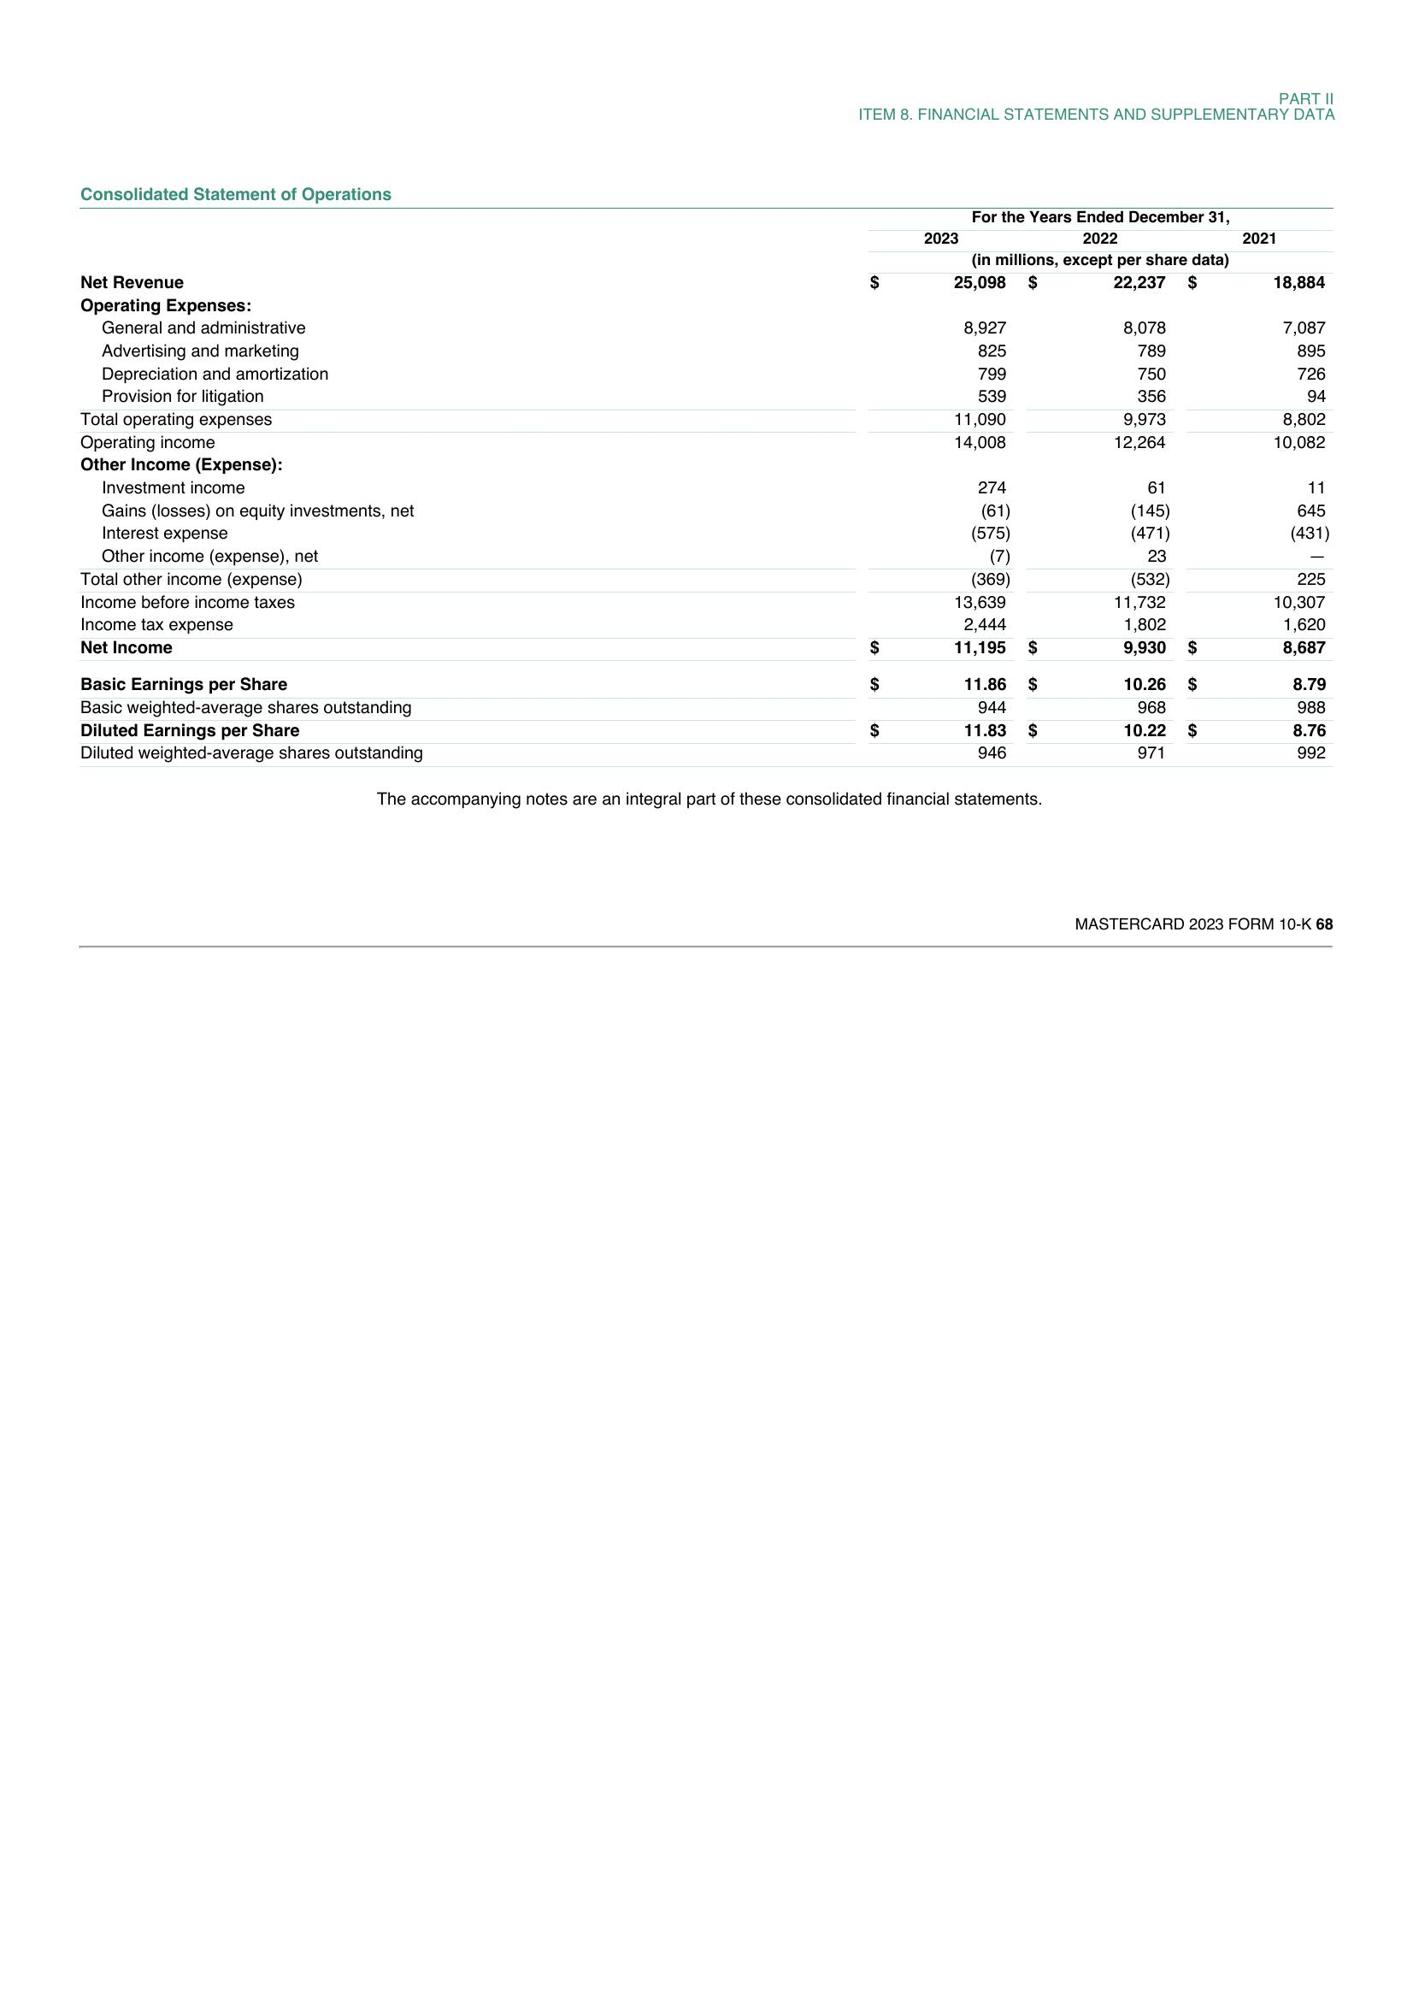 PART II
ITEM 8. FINANCIAL STATEMENTS AND SUPPLEMENTARY DATA
Consolidated Statement of Operations
For the Years Ended December 31,
2023 2022 2021
(in millions, except per share data)
Net Revenue $ 25,098 $ 22,237 $ 18,884
Operating Expenses:
General and administrative 8,927 8,078 7,087
Advertising and marketing 825 789 895
Depreciation and amortization 799 750 726
Provision for litigation 539 356 94
Total operating expenses 11,090 9,973 8,802
Operating income 14,008 12,264 10,082
Other Income (Expense):
Investment income 274 61 11
Gains (losses) on equity investments, net (61) (145) 645
Interest expense (575) (471) (431)
Other income (expense), net (7) 23 —
Total other income (expense) (369) (532) 225
Income before income taxes 13,639 11,732 10,307
Income tax expense 2,444 1,802 1,620
Net Income $ 11,195 $ 9,930 $ 8,687
Basic Earnings per Share $ 11.86 $ 10.26 $ 8.79
Basic weighted-average shares outstanding 944 968 988
Diluted Earnings per Share $ 11.83 $ 10.22 $ 8.76
Diluted weighted-average shares outstanding 946 971 992
The accompanying notes are an integral part of these consolidated financial statements.
MASTERCARD 2023 FORM 10-K 68